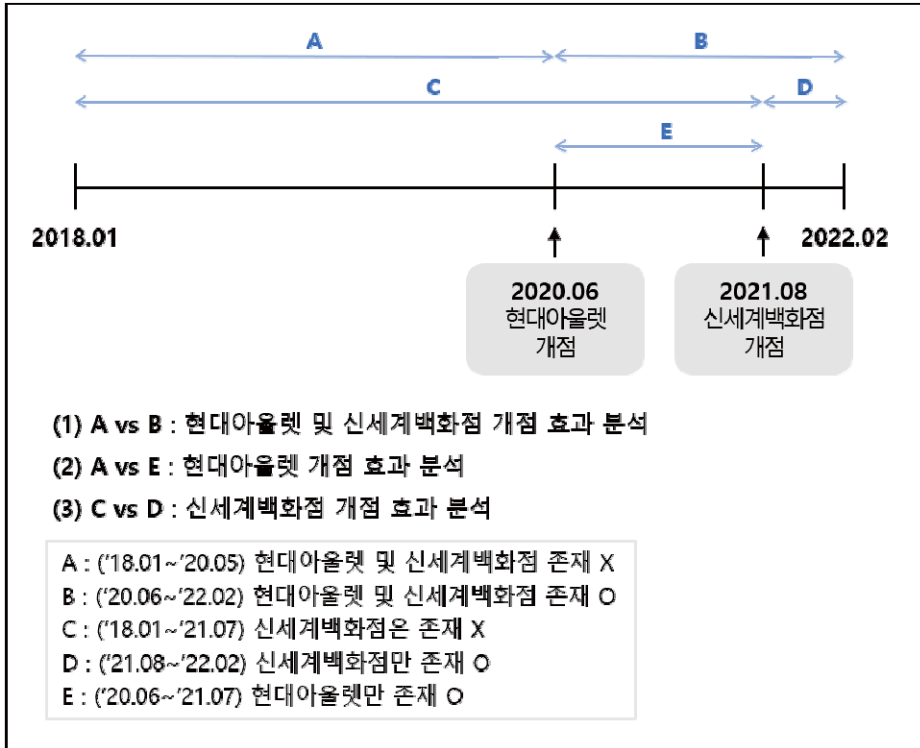 A B
C D
E
2018.01 2022.02
2020.06 2021.08
현대아울렛 신세계백화점
개점 개점
(1) A vs B : 현대아울렛 및 신세계백화점 개점 효과 분석
(2) A vs E : 현대아울렛 개점 효과 분석
(3) C vs D : 신세계백화점 개점 효과 분석
A : ('18.01~'20.05) 현대아울렛 및 신세계백화점 존재 X
B : ('20.06~'22.02) 현대아울렛 및 신세계백화점 존재 O
C : ('18.01~'21.07) 신세계백화점은 존재 X
D : ('21.08~'22.02) 신세계백화점만 존재 O
E : ('20.06~'21.07) 현대아울렛만 존재 O